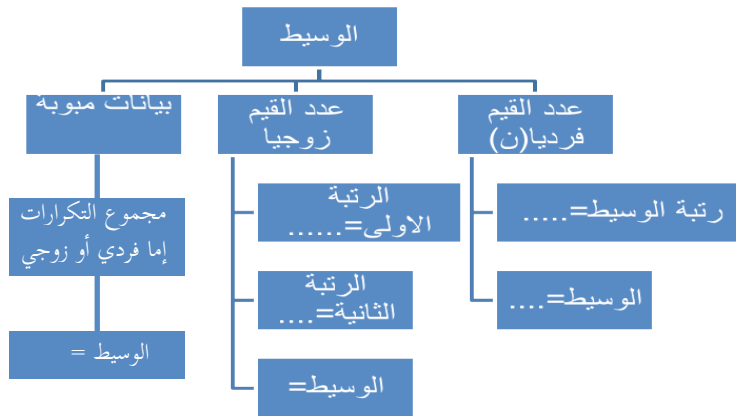 الوسيط
عدد القيم
فرديا(ن)
رتبة الوسيط=.....
الوسيط=....
عدد القيم
زوجيا
الرتبة
الاولى=......
الرتبة
الثانية=....
الوسيط=
بيانات مبوبة
مجموع التكرارات
إما فردي أو زوجي
الوسيط =